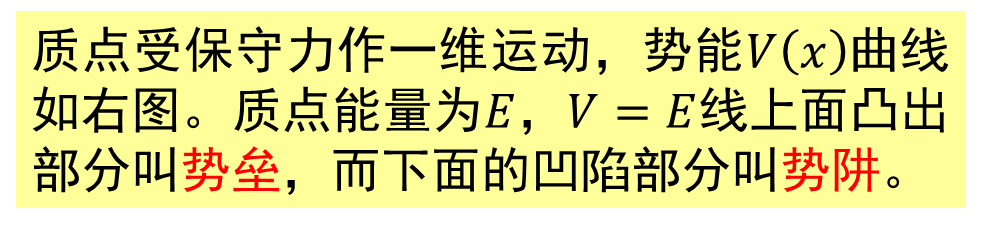 质点受保守力作一维运动，势能V(x)曲线
如右图。质点能量为E，V = E线上面凸出
部分叫势垒，而下面的凹陷部分叫势阱。